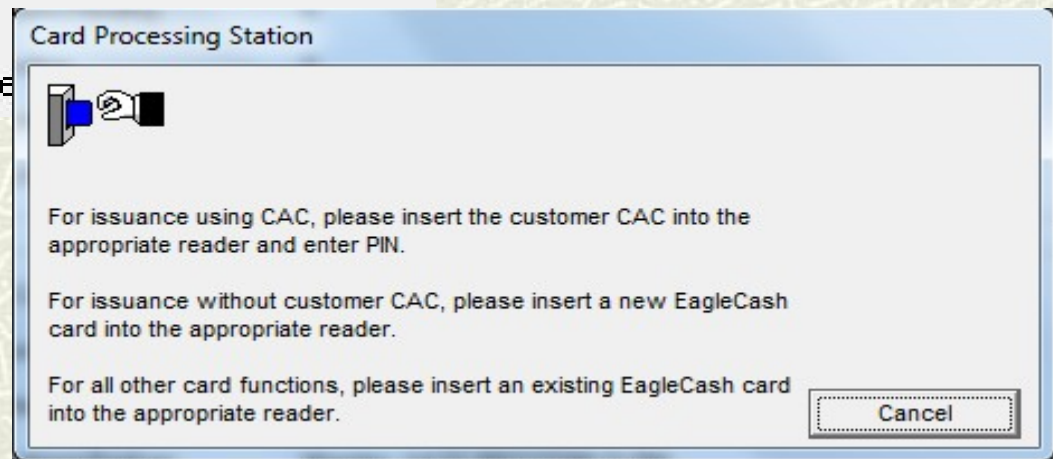 Card Processing Station
For issuance using CAC, please insert the customer CAC into the
appropriate reader and enter PIN.
For issuance without customer CAC, please insert a new EagleCash
card into the appropriate reader.
For all other card functions, please insert an existing EagleCash card
into the appropriate reader.
Cancel